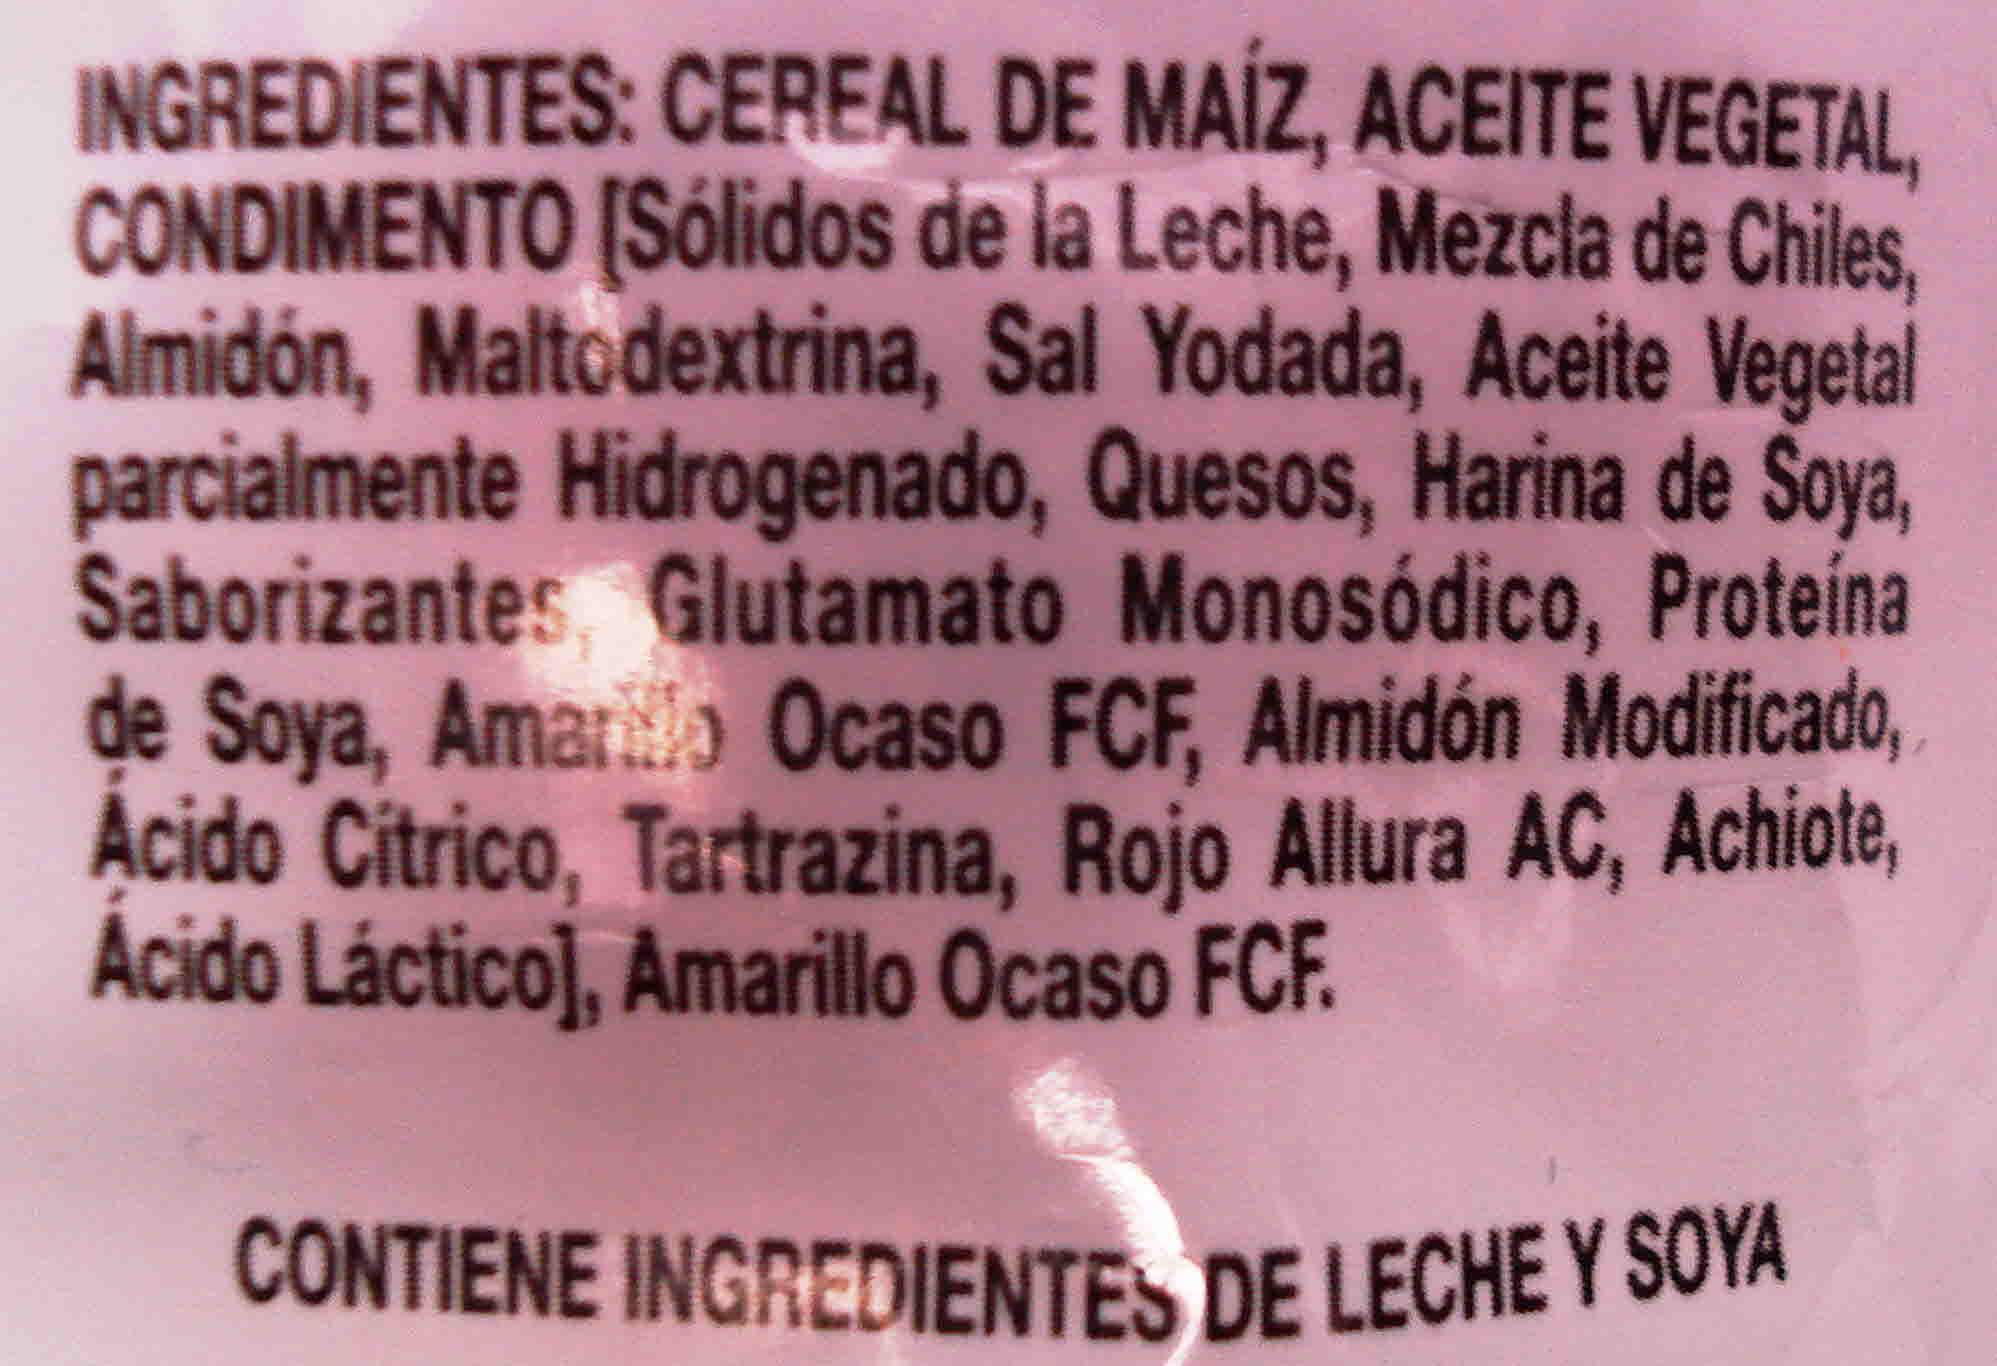 INGREDIENTES: CEREAL DE MAÍZ, ACEITE VEGETAL,
CONDIMENTO [Sólidos de la Leche, Mezcla de Chiles,
Almidón, Maltodextrina, Sal Yodada, Aceite Vegetal
parcialmente Hidrogenado, Quesos, Harina de Soya,
Saborizantes, Glutamato Monosódico, Proteína
de Soya, Amarillo Ocaso FCF, Almidón Modificado,
Ácido Cítrico, Tartrazina, Rojo Allura AC, Achiote,
Ácido Láctico], Amarillo Ocaso FCF.
CONTIENE INGREDIENTES DE LECHE Y SOYA